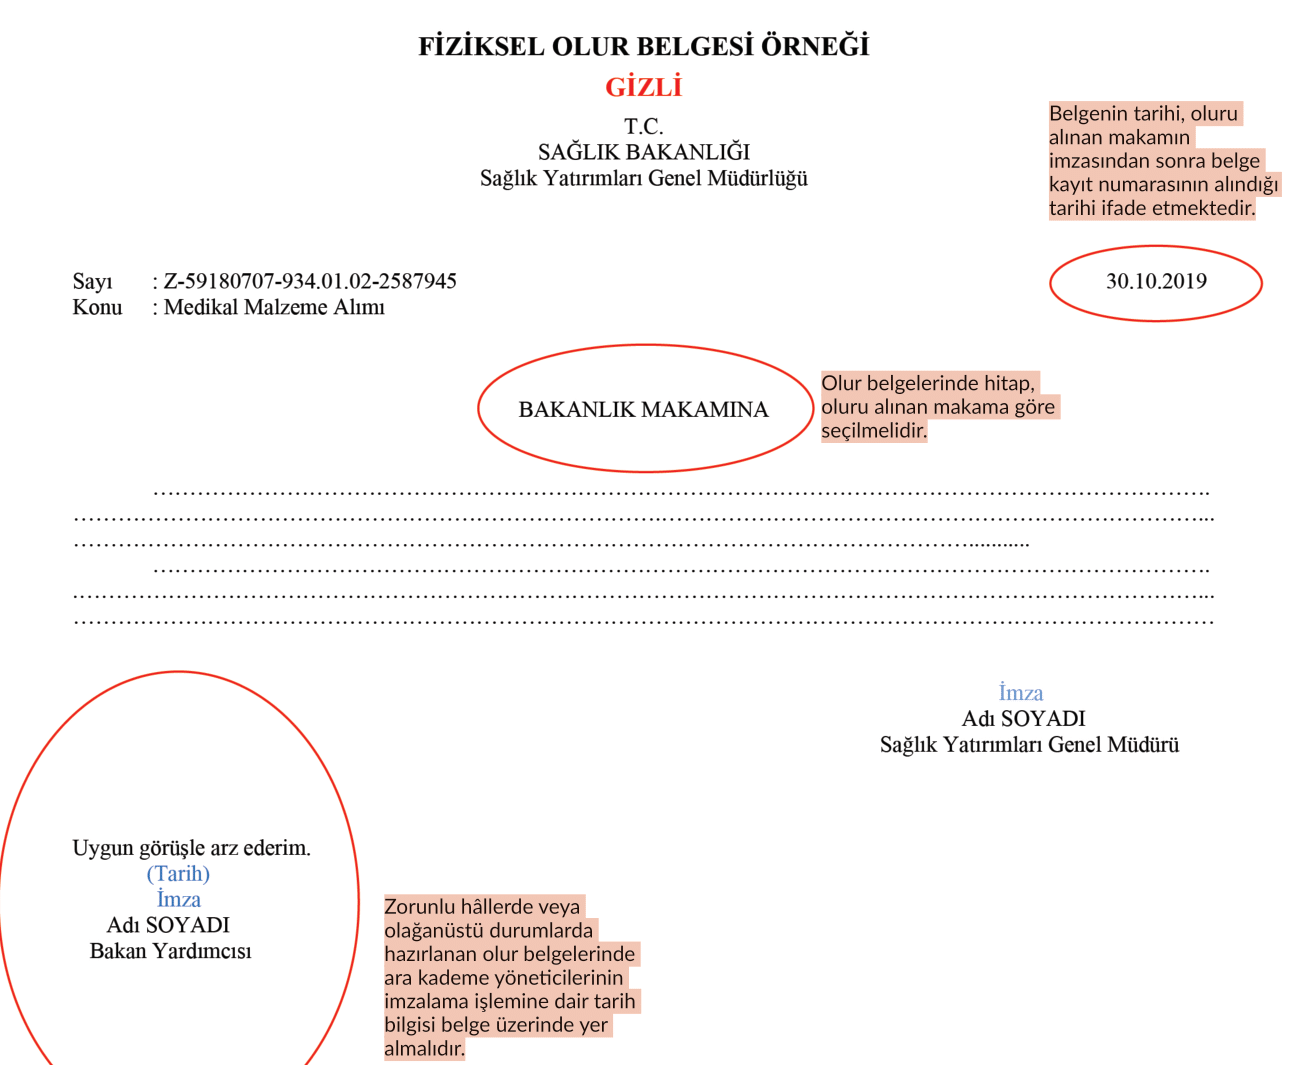 FİZİKSEL OLUR BELGESİ ÖRNEĞİ
GİZLİ
T.C.
SAĞLIK BAKANLIĞI
Sağlık Yatırımları Genel Müdürlüğü
Belgenin tarihi, oluru
alınan makamın
imzasından sonra belge
kayıt numarasının alındığı
tarihi ifade etmektedir.
Sayı : Z-59180707-934.01.02-2587945
30.10.2019
Konu : Medikal Malzeme Alımı
BAKANLIK MAKAMINA
Olur belgelerinde hitap,
oluru alınan makama göre
seçilmelidir.
İmza
Adı SOYADI
Sağlık Yatırımları Genel Müdürü
Uygun görüşle arz ederim.
(Tarih)
İmza
Adı SOYADI
Bakan Yardımcısı
Zorunlu hâllerde veya
olağanüstü durumlarda
hazırlanan olur belgelerinde
ara kademe yöneticilerinin
imzalama işlemine dair tarih
bilgisi belge üzerinde yer
almalıdır.